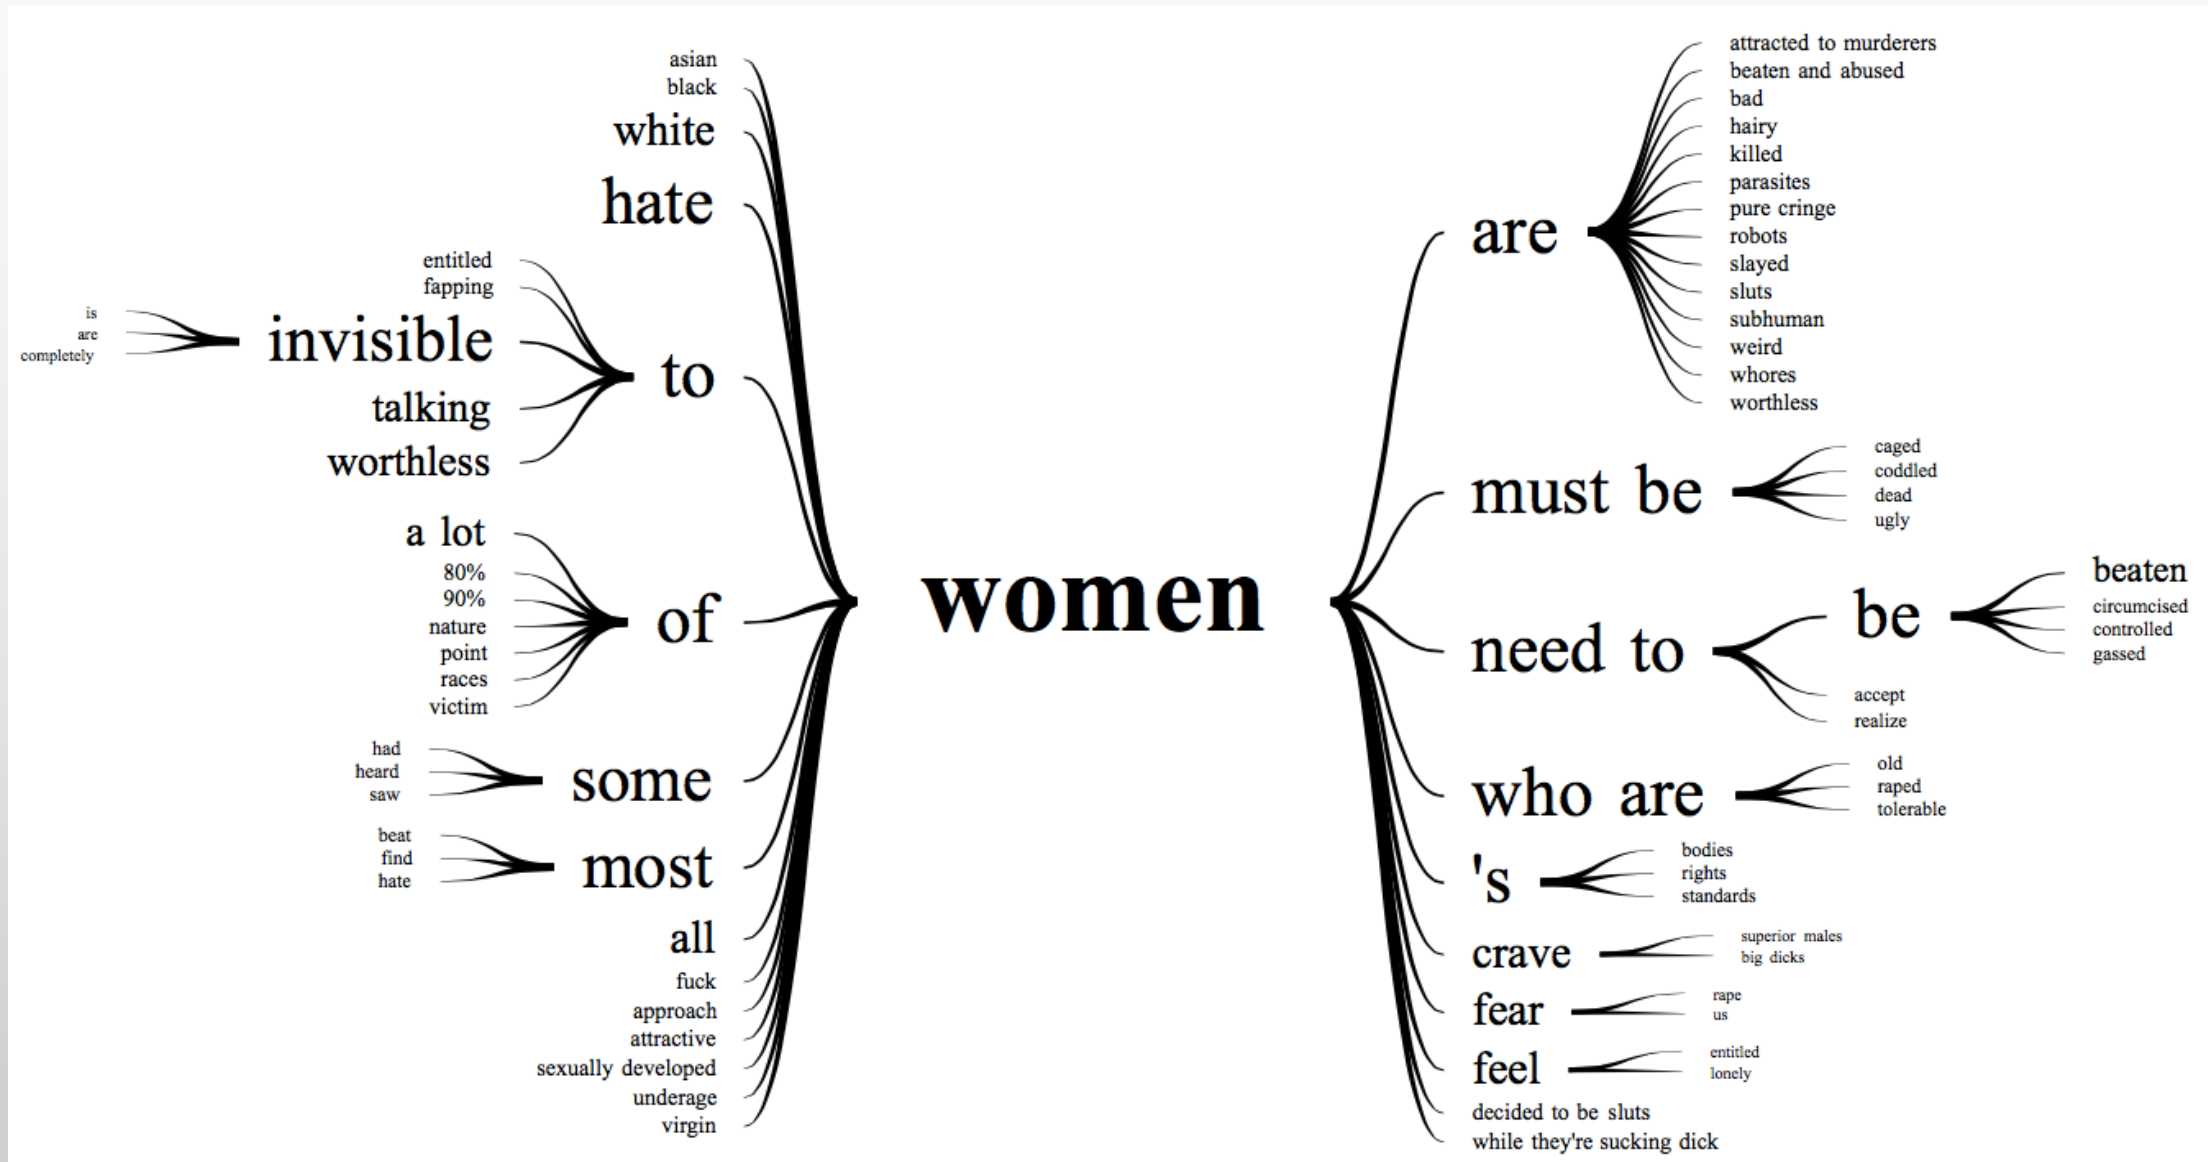 asian
black
white
hate
entitled
fapping
is
are
completely
invisible
to
talking
worthless
a lot
80%
90%
nature
of
point
races
victim
had
heard
saw
some
beat
find
hate
most
all
fuck
approach
attractive
sexually developed
underage
virgin
women
are
attracted to murderers
beaten and abused
bad
hairy
killed
parasites
pure cringe
robots
slayed
sluts
subhuman
weird
whores
worthless
must be
caged
coddled
dead
ugly
need to
be
beaten
circumcised
controlled
gassed
accept
realize
who are
old
raped
tolerable
's
bodies
rights
standards
crave
superior males
big dicks
fear
rape
us
feel
entitled
lonely
decided to be sluts
while they're sucking dick